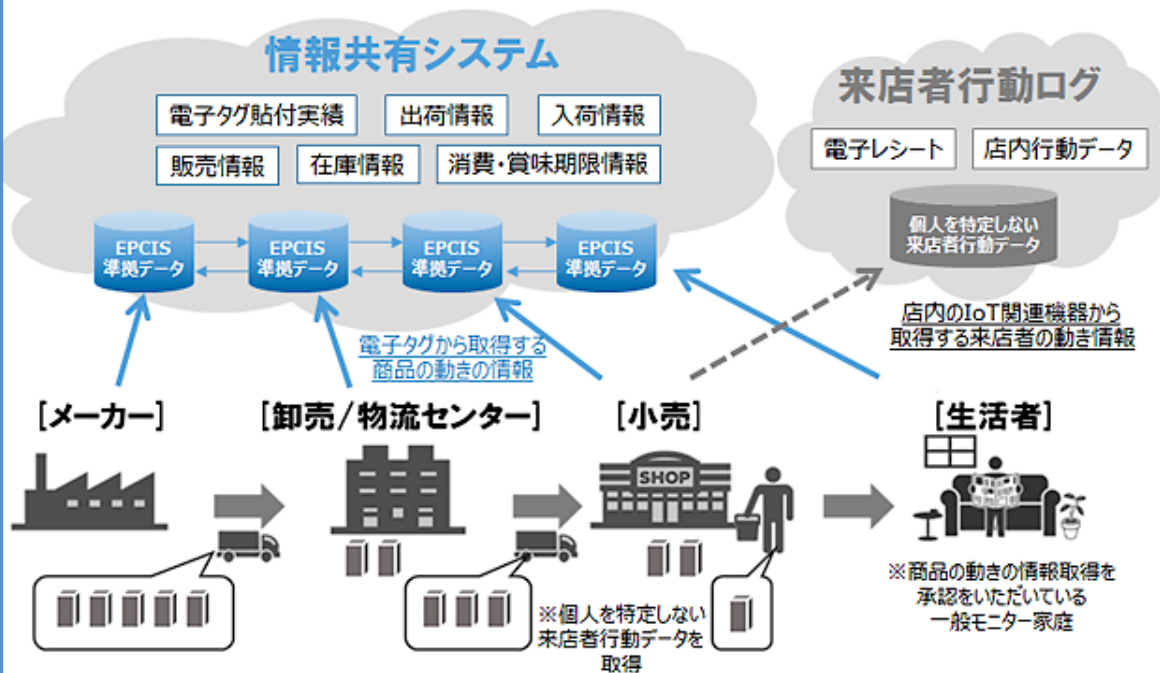 情報共有システム
電子タグ貼付実績
出荷情報
入荷情報
販売情報
在庫情報
消費・賞味期限情報
EPCIS
準拠データ
EPCIS
準拠データ
EPCIS
準拠データ
EPCIS
準拠データ
来店者行動ログ
電子レシート
店内行動データ
個人を特定しない
来店者行動データ
電子タグから取得する
商品の動きの情報
店内のIoT関連機器から
取得する来店者の動き情報
[メーカー]
[卸売/物流センター]
[小売]
[生活者]
SHOP
※個人を特定しない
来店者行動データを
取得
※商品の動きの情報取得を
承認をいただいている
一般モニター家庭